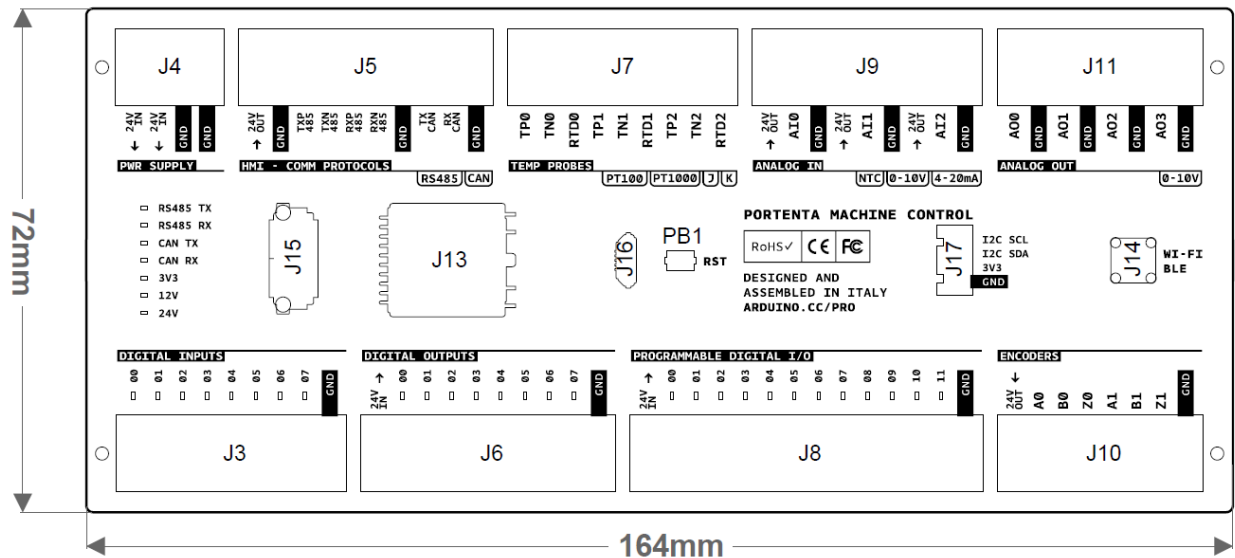 J4 J5 J7 J9 J11
↓ 24V IN ↓ 24V IN GND GND
→ 24V OUT GND TXP 485 TXN 485 RXP 485 RXN 485 GND TX CAN RX CAN GND
TP0 TN0 RTD0 TP1 TN1 RTD1 TP2 TN2 RTD2
→ 24V OUT AI0 GND → 24V OUT AI1 GND → 24V OUT AI2 GND
AO0 GND AO1 GND AO2 GND AO3 GND
PWR SUPPLY HMI - COMM PROTOCOLS TEMP PROBES ANALOG IN ANALOG OUT
RS485 CAN PT100 PT1000 J K NTC 0-10V 4-20mA 0-10V
72mm
RS485 TX
RS485 RX
CAN TX
CAN RX
3V3
12V
24V
J15
J13
J16
PB1
RST
PORTENTA MACHINE CONTROL
RoHS✓ CE FC
DESIGNED AND
ASSEMBLED IN ITALY
ARDUINO.CC/PRO
J17
I2C SCL
I2C SDA
3V3
GND
J14
WI-FI
BLE
DIGITAL INPUTS DIGITAL OUTPUTS PROGRAMMABLE DIGITAL I/O ENCODERS
00 01 02 03 04 05 06 07 GND
24V IN → 00 01 02 03 04 05 06 07 GND
24V IN → 00 01 02 03 04 05 06 07 08 09 10 11 GND
24V OUT ← A0 B0 Z0 A1 B1 Z1 GND
J3 J6 J8 J10
164mm